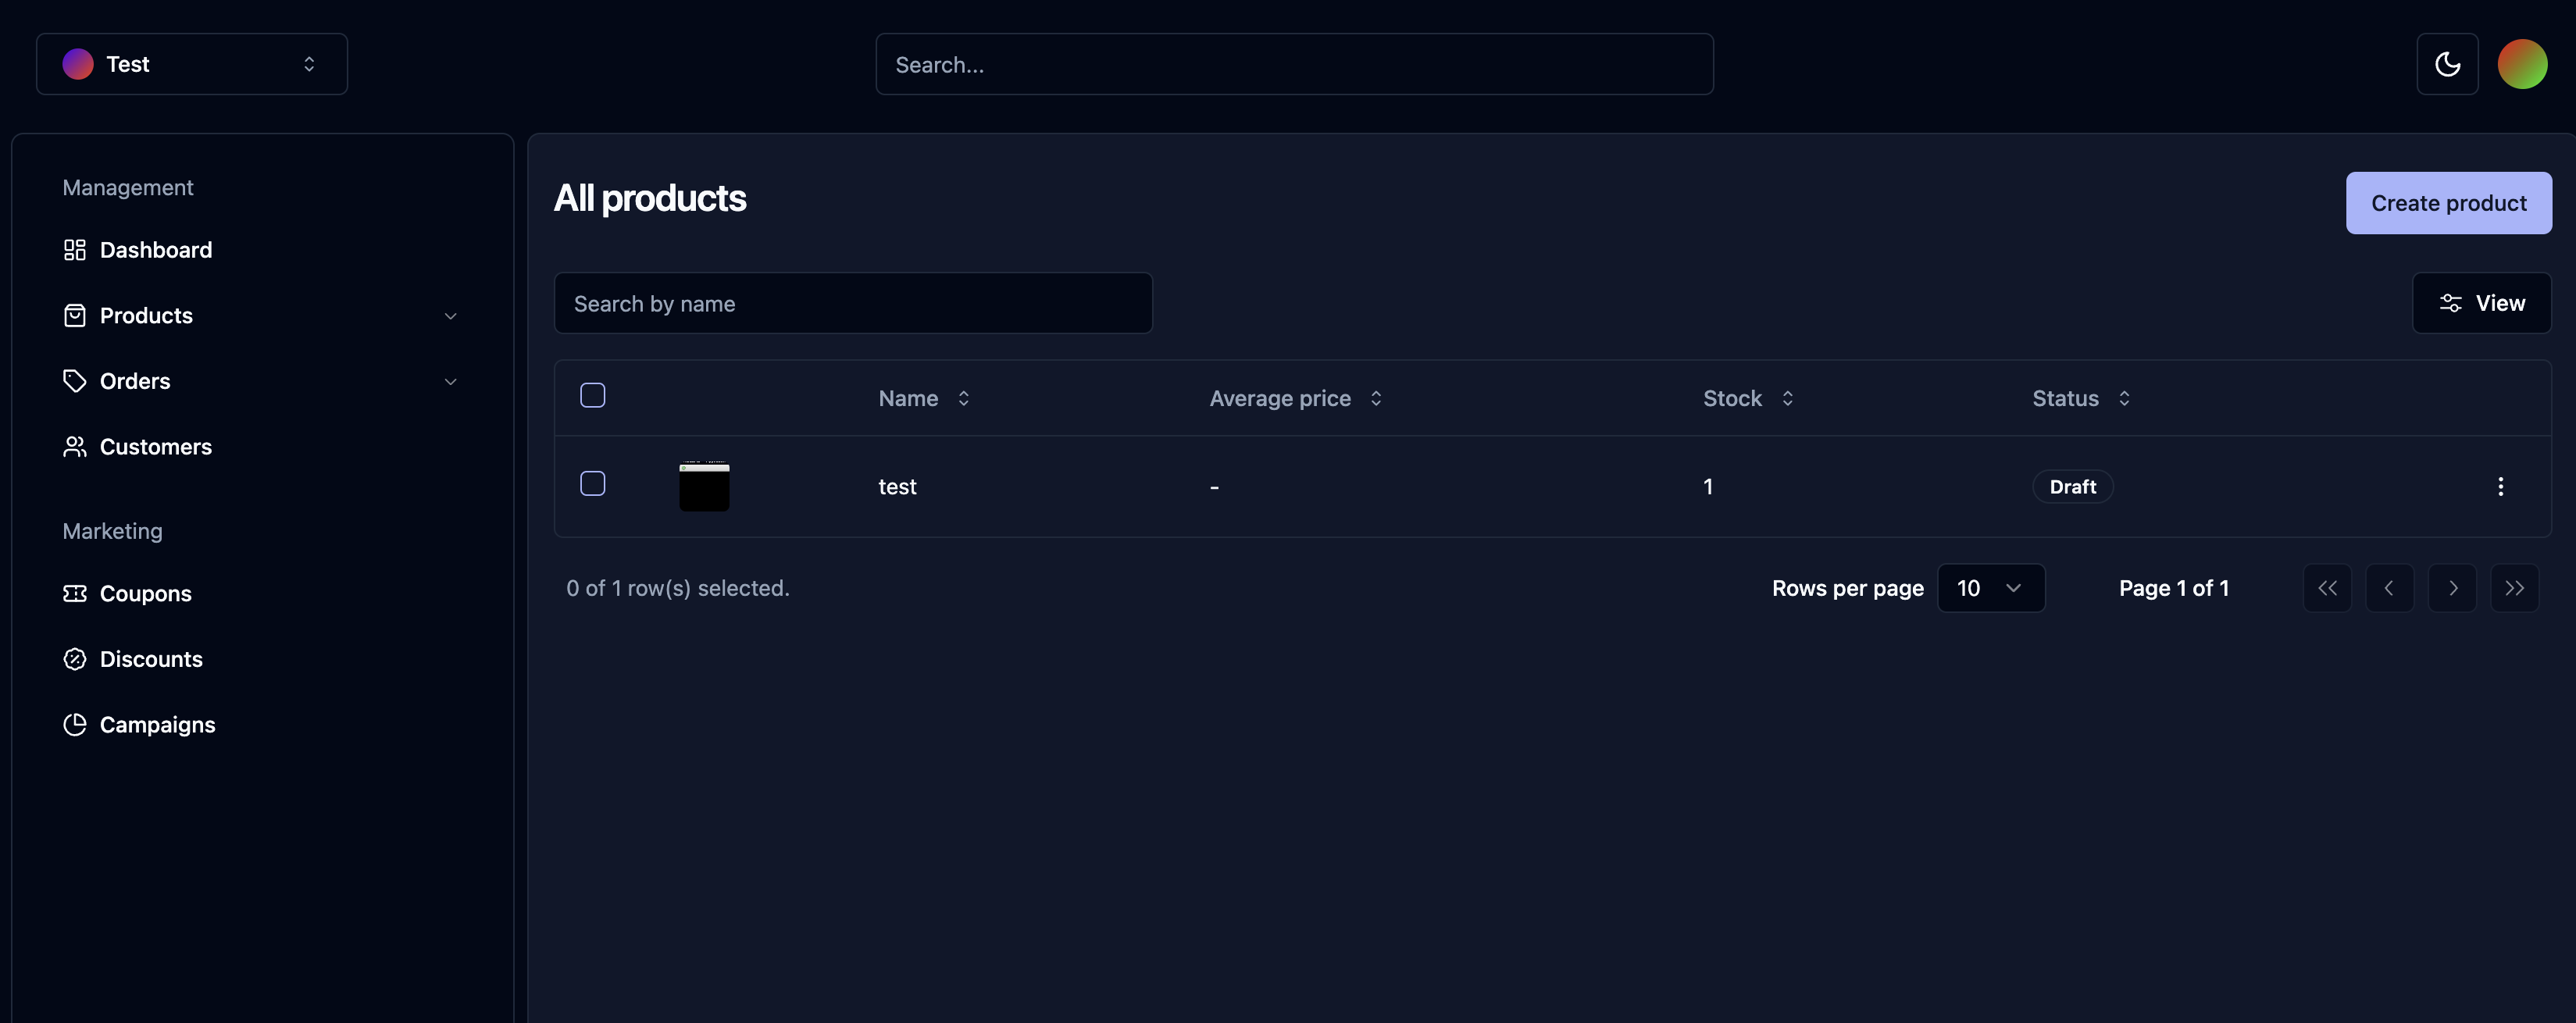 Test
Search...
Management
Dashboard
Products
Orders
Customers
Marketing
Coupons
Discounts
Campaigns
All products
Create product
Search by name
View
Name Average price Stock Status
test - 1 Draft
0 of 1 row(s) selected.
Rows per page 10 Page 1 of 1